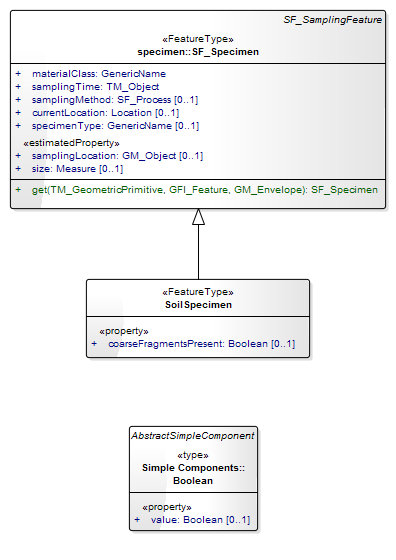 SF_SamplingFeature
«FeatureType»
specimen::SF_Specimen
+ materialClass: GenericName
+ samplingTime: TM_Object
+ samplingMethod: SF_Process [0..1]
+ currentLocation: Location [0..1]
+ specimenType: GenericName [0..1]
«estimatedProperty»
+ samplingLocation: GM_Object [0..1]
+ size: Measure [0..1]
+ get(TM_GeometricPrimitive, GFI_Feature, GM_Envelope): SF_Specimen
«FeatureType»
SoilSpecimen
«property»
+ coarseFragmentsPresent: Boolean [0..1]
AbstractSimpleComponent
«type»
Simple Components::
Boolean
«property»
+ value: Boolean [0..1]